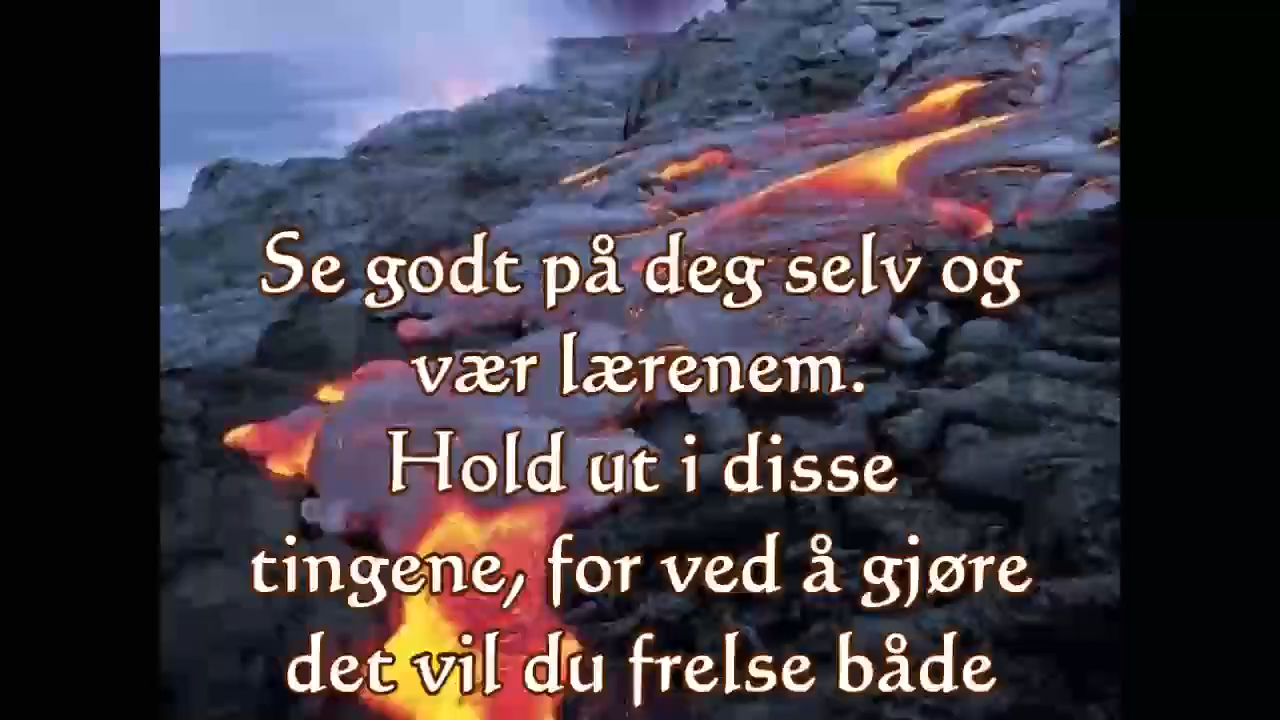 Se godt på deg selv og
vær lærenem.
Hold ut i disse
tingene, for ved å gjøre
det vil du frelse både